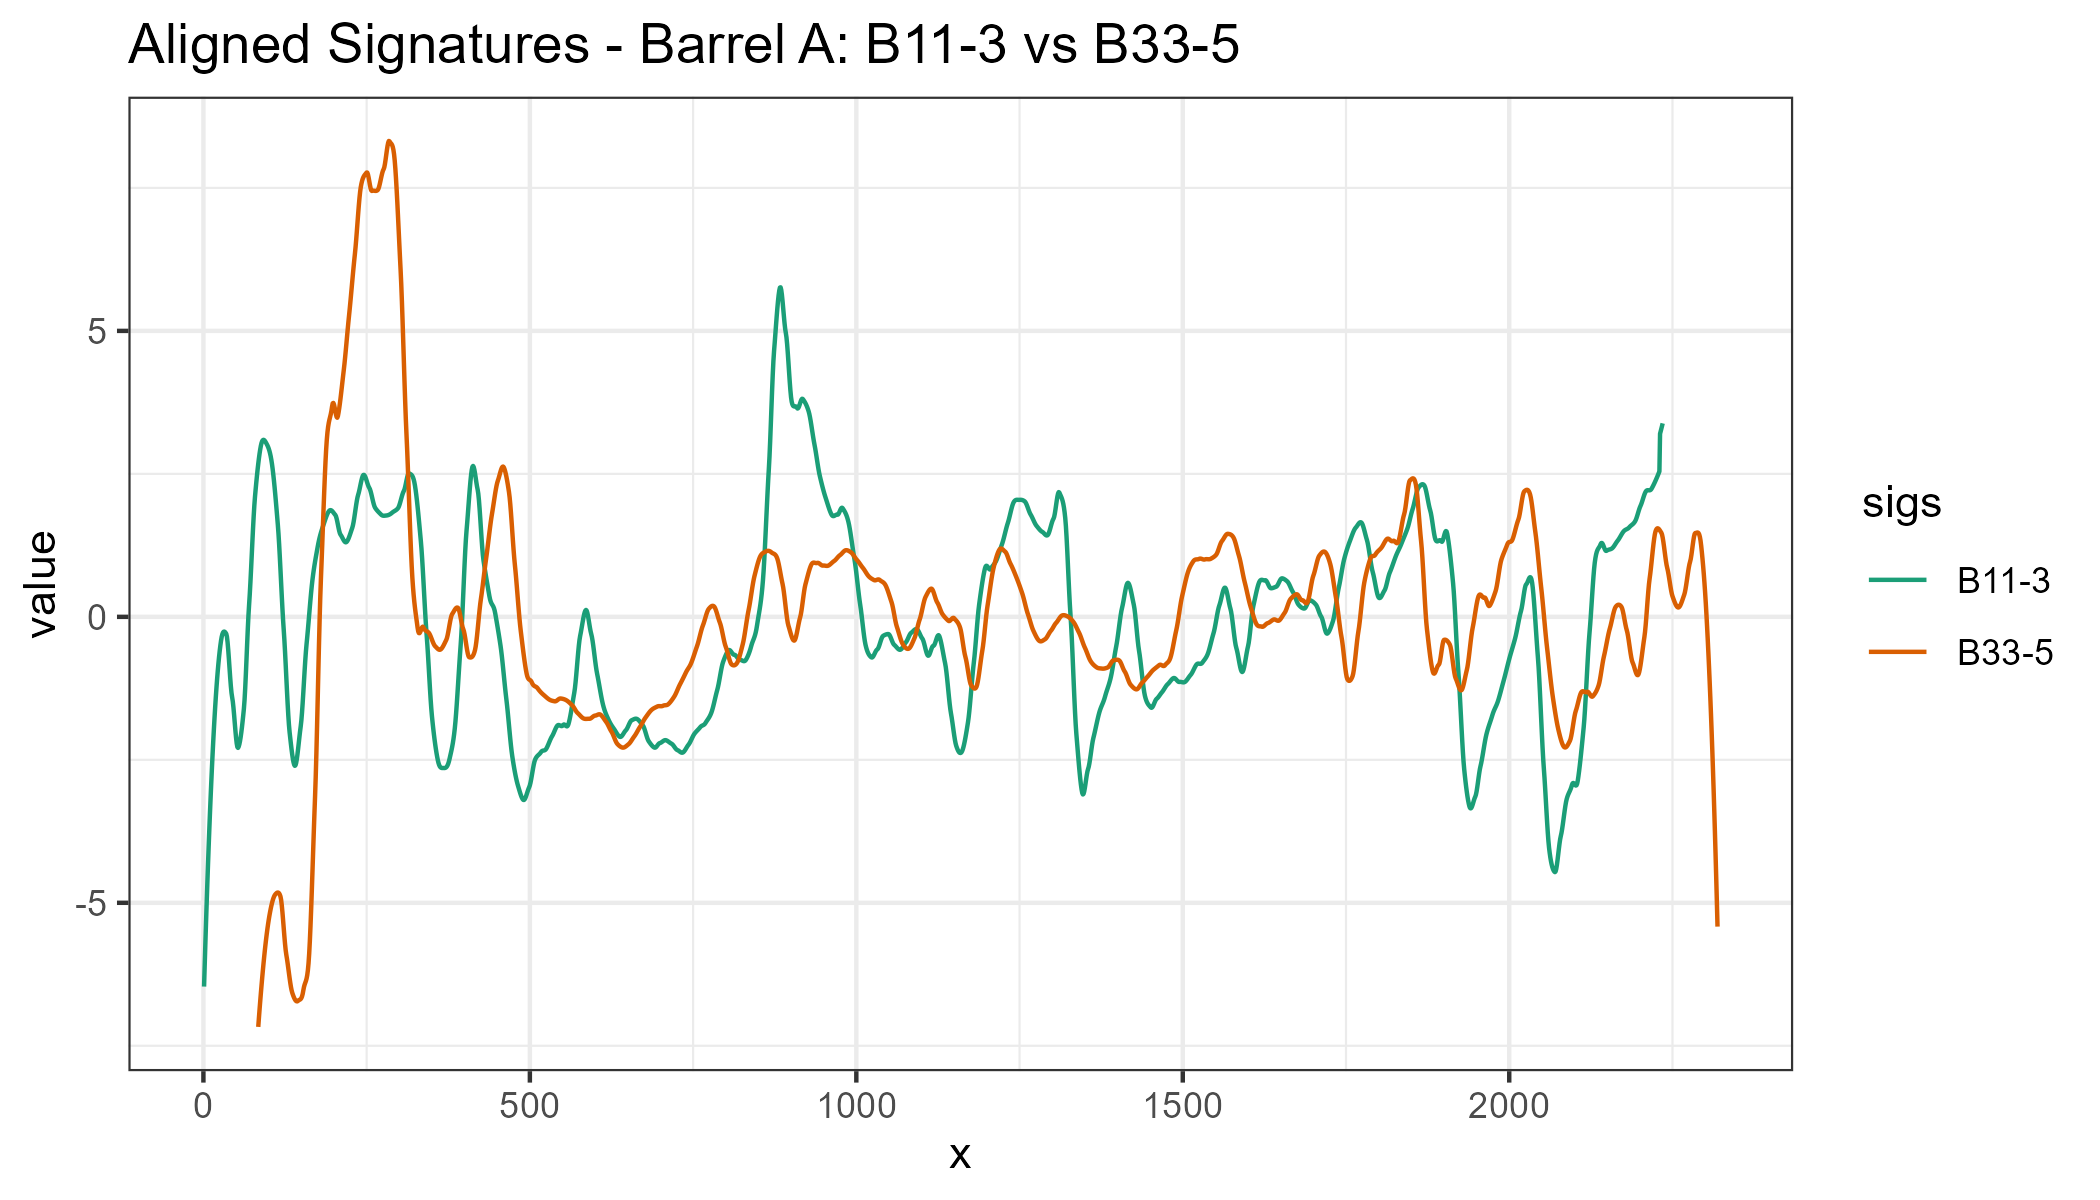 Aligned Signatures - Barrel A: B11-3 vs B33-5
value
5
0
-5
0 500 1000 1500 2000
x
sigs
B11-3
B33-5